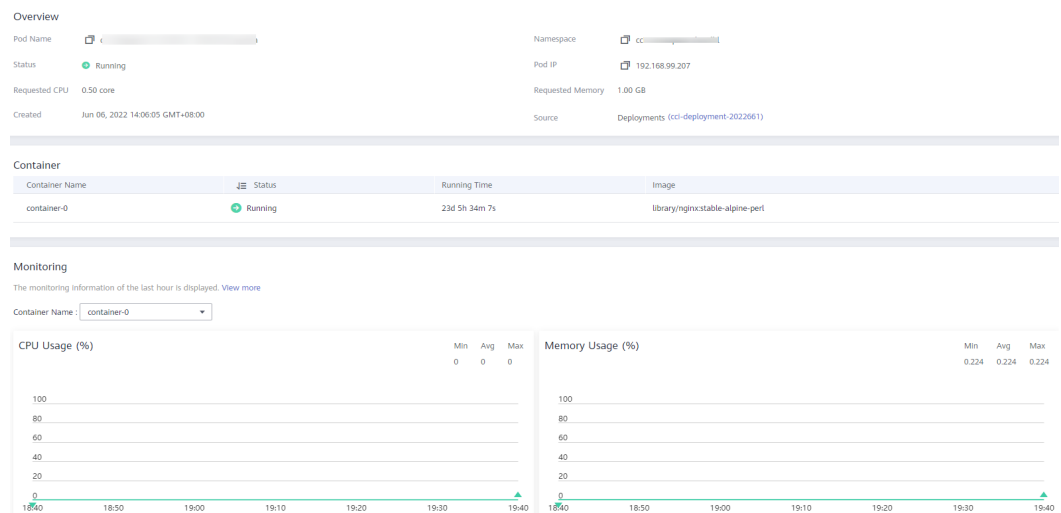 Overview
Pod Name
Namespace
Status Running
Pod IP 192.168.99.207
Requested CPU 0.50 core
Requested Memory 1.00 GB
Created Jun 06, 2022 14:06:05 GMT+08:00
Source Deployments (cci-deployment-2022661)
Container
Container Name Status Running Time Image
container-0 Running 23d 5h 34m 7s library/nginx:stable-alpine-perl
Monitoring
The monitoring information of the last hour is displayed. View more
Container Name : container-0
CPU Usage (%) Min Avg Max
0 0 0
100
80
60
40
20
0
18:40 18:50 19:00 19:10 19:20 19:30 19:40
Memory Usage (%) Min Avg Max
0.224 0.224 0.224
100
80
60
40
20
0
18:40 18:50 19:00 19:10 19:20 19:30 19:40